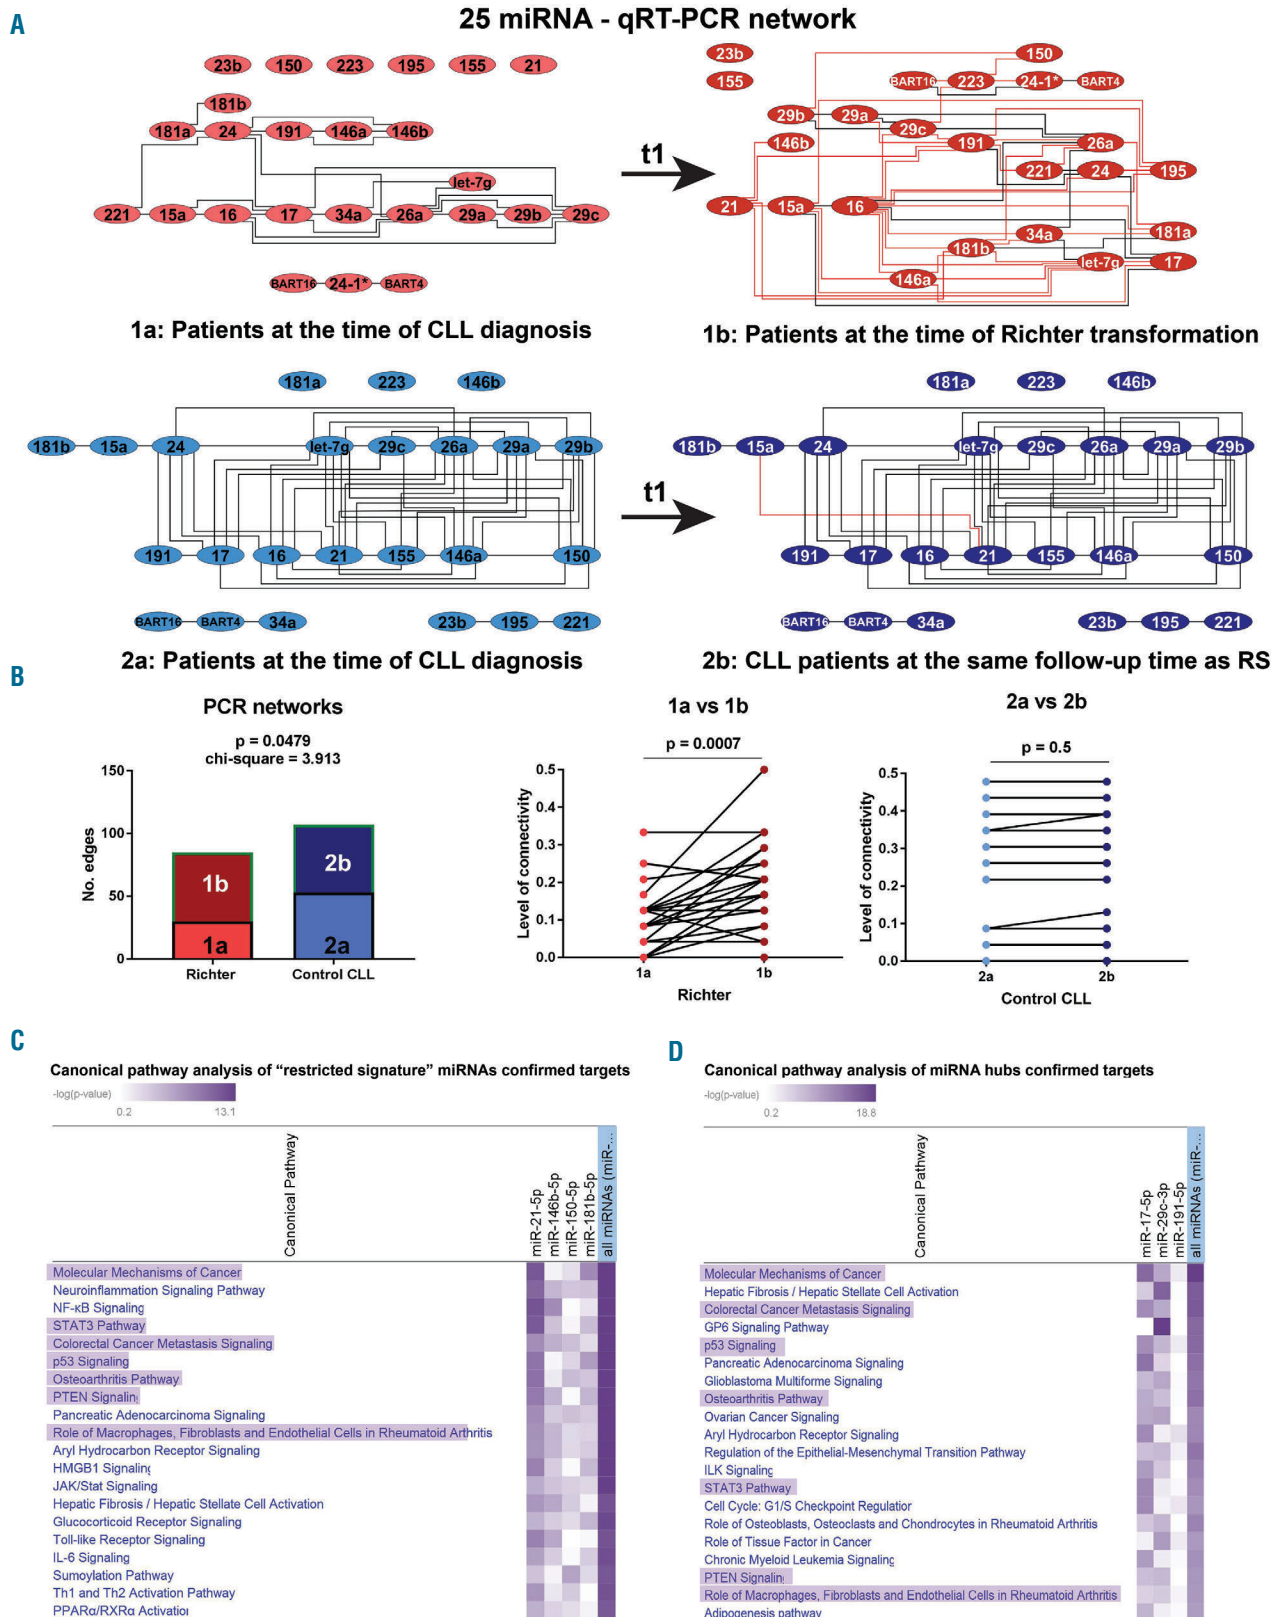 25 miRNA - qRT-PCR network
A
23b 150 223 195 155 21
181b
181a 24 191 146a 146b
let-7g
221 15a 16 17 34a 26a 29a 29b 29c
BART16 24-1* BART4
1a: Patients at the time of CLL diagnosis
t1
23b 150
155 BART16 223 24-1* BART4
29b 29a
29c
146b 191 26a
221 24 195
21 15a 16
34a 181a
181b
let-7g 17
146a
1b: Patients at the time of Richter transformation
181a 223 146b
181b 15a 24 let-7g 29c 26a 29a 29b
191 17 16 21 155 146a 150
BART16 BART4 34a 23b 195 221
2a: Patients at the time of CLL diagnosis
t1
181a 223 146b
181b 15a 24 let-7g 29c 26a 29a 29b
191 17 16 21 155 146a 150
BART16 BART4 34a 23b 195 221
2b: CLL patients at the same follow-up time as RS
B
PCR networks
p = 0.0479
chi-square = 3.913
No. edges
150
100
50
0
1b
1a
2b
2a
Richter Control CLL
1a vs 1b
p = 0.0007
Level of connectivity
0.5
0.4
0.3
0.2
0.1
0.0
1a 1b
Richter
2a vs 2b
p = 0.5
Level of connectivity
0.5
0.4
0.3
0.2
0.1
0.0
2a 2b
Control CLL
C
Canonical pathway analysis of “restricted signature” miRNAs confirmed targets
-log(p-value)
0.2 13.1
Canonical Pathway
miR-21-5p
miR-146b-5p
miR-150-5p
miR-181b-5p
all miRNAs (miR-...
Molecular Mechanisms of Cancer
Neuroinflammation Signaling Pathway
NF-κB Signaling
STAT3 Pathway
Colorectal Cancer Metastasis Signaling
p53 Signaling
Osteoarthritis Pathway
PTEN Signaling
Pancreatic Adenocarcinoma Signaling
Role of Macrophages, Fibroblasts and Endothelial Cells in Rheumatoid Arthritis
Aryl Hydrocarbon Receptor Signaling
HMGB1 Signaling
JAK/Stat Signaling
Hepatic Fibrosis / Hepatic Stellate Cell Activation
Glucocorticoid Receptor Signaling
Toll-like Receptor Signaling
IL-6 Signaling
Sumoylation Pathway
Th1 and Th2 Activation Pathway
PPARα/RXRα Activation
D
Canonical pathway analysis of miRNA hubs confirmed targets
-log(p-value)
0.2 18.8
Canonical Pathway
miR-17-5p
miR-29c-3p
miR-191-5p
all miRNAs (miR-...
Molecular Mechanisms of Cancer
Hepatic Fibrosis / Hepatic Stellate Cell Activation
Colorectal Cancer Metastasis Signaling
GP6 Signaling Pathway
p53 Signaling
Pancreatic Adenocarcinoma Signaling
Glioblastoma Multiforme Signaling
Osteoarthritis Pathway
Ovarian Cancer Signaling
Aryl Hydrocarbon Receptor Signaling
Regulation of the Epithelial-Mesenchymal Transition Pathway
ILK Signaling
STAT3 Pathway
Cell Cycle: G1/S Checkpoint Regulation
Role of Osteoblasts, Osteoclasts and Chondrocytes in Rheumatoid Arthritis
Role of Tissue Factor in Cancer
Chronic Myeloid Leukemia Signaling
PTEN Signaling
Role of Macrophages, Fibroblasts and Endothelial Cells in Rheumatoid Arthritis
Adipogenesis pathway